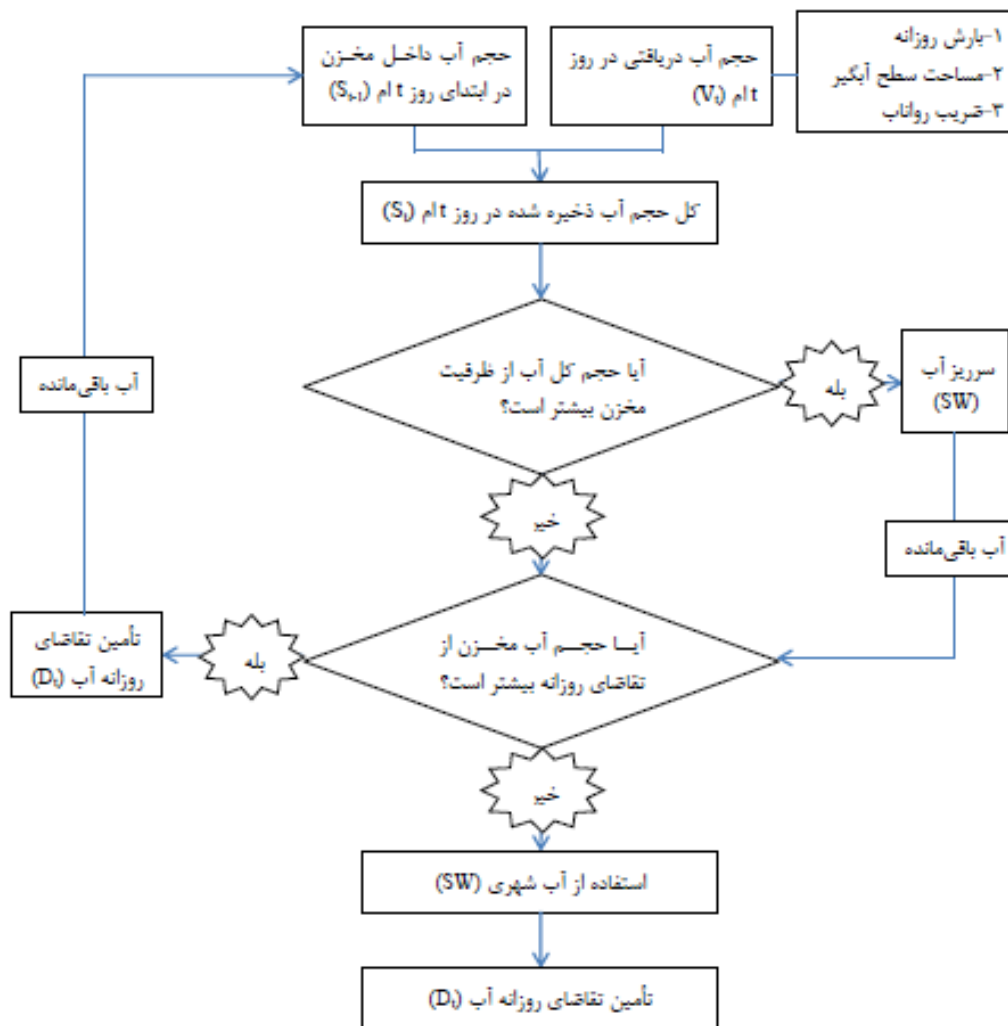 حجم آب داخل مخزن
در ابتدای روز t ام (St-1)
حجم آب دریافتی در روز
t ام (Vt)
۱-بارش روزانه
۲-مساحت سطح آبگیر
۳-ضریب رواناب
کل حجم آب ذخیره شده در روز t ام (St)
آیا حجم کل آب از ظرفیت
مخزن بیشتر است؟
بله
سرریز آب
(SW)
آب باقی‌مانده
خیر
آب باقی‌مانده
آیا حجم آب مخزن از
تقاضای روزانه بیشتر است؟
بله
تأمین تقاضای
روزانه آب (Dt)
خیر
استفاده از آب شهری (SW)
تأمین تقاضای روزانه آب (Dt)